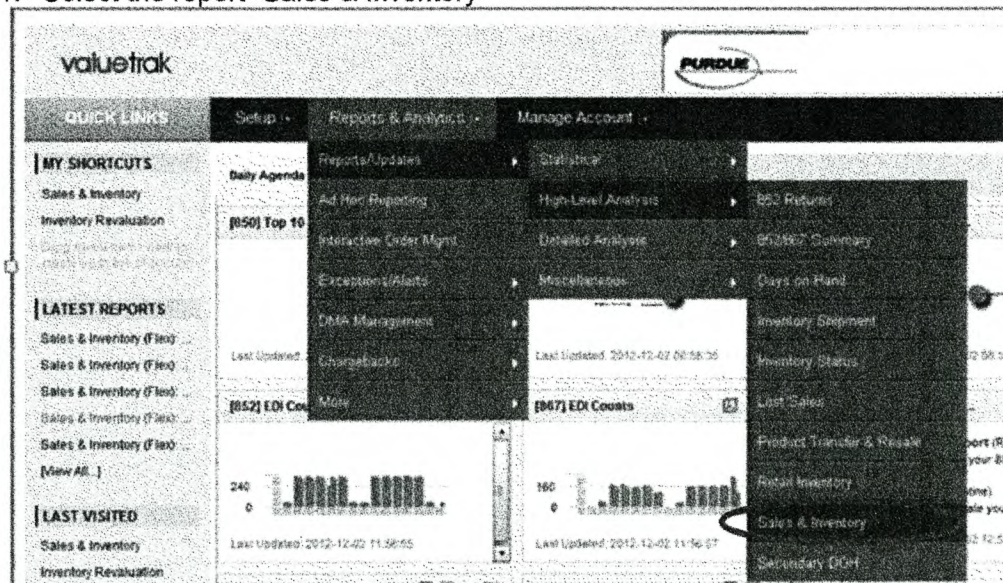 Select the report "Sales & Inventory"
valuetrak
PURDUE
QUICK LINKS
Setup
Reports & Analytics
Manage Account
MY SHORTCUTS
Sales & Inventory
Inventory Revaluation
LATEST REPORTS
Sales & Inventory (Flex) ...
Sales & Inventory (Flex) ...
Sales & Inventory (Flex) ...
Sales & Inventory (Flex) ...
Sales & Inventory (Flex) ...
[View All...]
LAST VISITED
Sales & Inventory
Inventory Revaluation
Daily Agenda
[850] Top 10
Last Updated:
[852] EDI Cou
240
0
Last Updated: 2012-12-02 11:56:05
Reports/Updates
Ad Hoc Reporting
Interactive Order Mgmt
Exceptions/Alerts
DMA Management
Chargebacks
More
Statistical
High-Level Analysis
Detailed Analysis
Miscellaneous
Last Updated: 2012-12-02 00:58:35
[867] EDI Counts
160
0
Last Updated: 2012-12-02 11:56:07
852 Returns
852/867 Summary
Days on Hand
Inventory Shipment
Inventory Status
Lost Sales
Product Transfer & Resale
Retail Inventory
Sales & Inventory
Secondary DOH